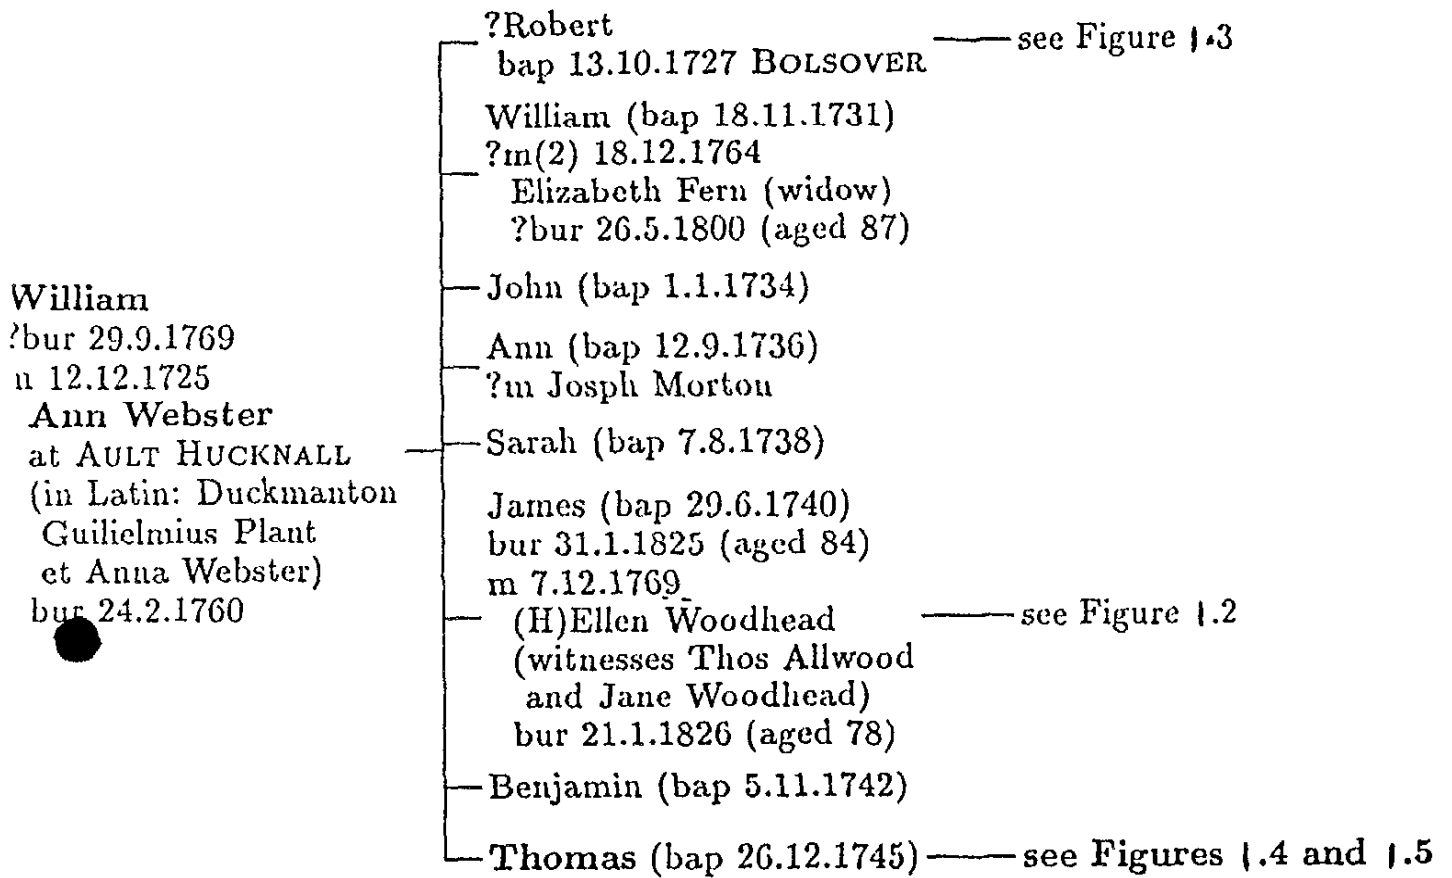 ?Robert
bap 13.10.1727 BOLSOVER — see Figure 1.3
William (bap 18.11.1731)
?m(2) 18.12.1764
Elizabeth Fern (widow)
?bur 26.5.1800 (aged 87)
John (bap 1.1.1734)
Ann (bap 12.9.1736)
?m Josph Morton
Sarah (bap 7.8.1738)
James (bap 29.6.1740)
bur 31.1.1825 (aged 84)
m 7.12.1769
(H)Ellen Woodhead — see Figure 1.2
(witnesses Thos Allwood
and Jane Woodhead)
bur 21.1.1826 (aged 78)
Benjamin (bap 5.11.1742)
Thomas (bap 26.12.1745) — see Figures 1.4 and 1.5
William
?bur 29.9.1769
m 12.12.1725
Ann Webster
at AULT HUCKNALL
(in Latin: Duckmanton
Guilielmius Plant
et Anna Webster)
bur 24.2.1760